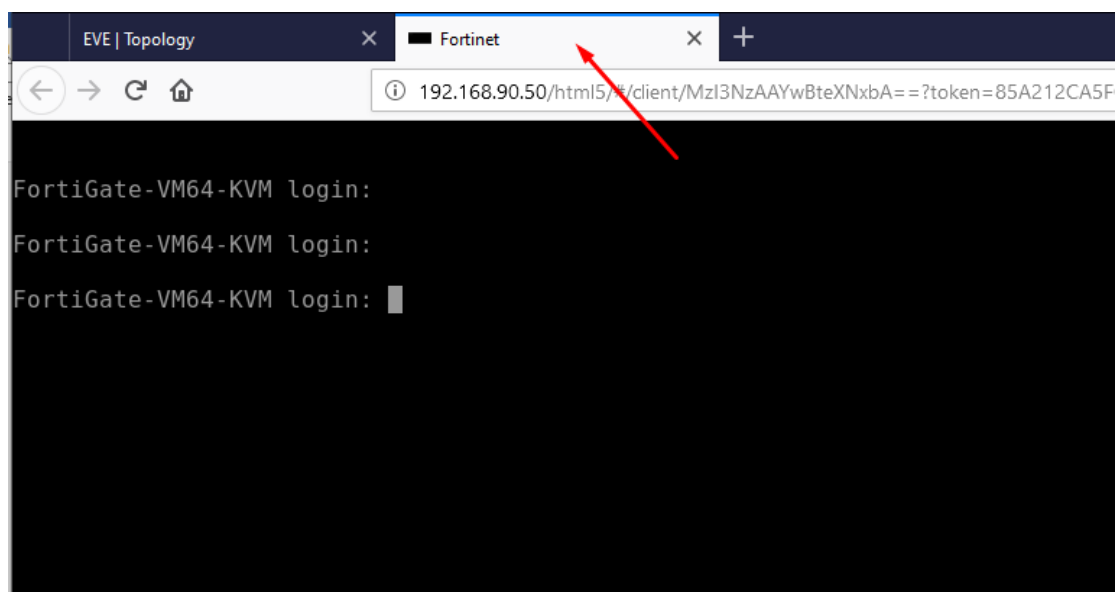 EVE | Topology
Fortinet
192.168.90.50/html5/#/client/MzI3NzAAYwBteXNxbA==?token=85A212CA5F
FortiGate-VM64-KVM login:
FortiGate-VM64-KVM login:
FortiGate-VM64-KVM login: